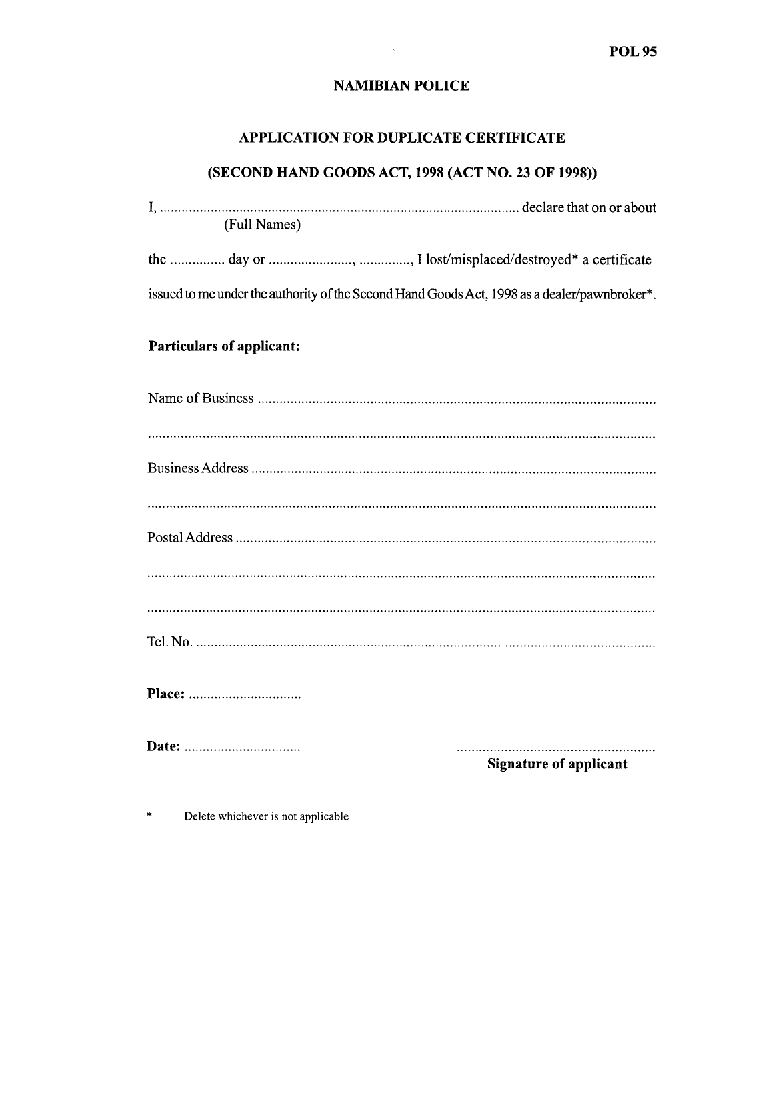 POL 95
NAMIBIAN POLICE
APPLICATION FOR DUPLICATE CERTIFICATE
(SECOND HAND GOODS ACT, 1998 (ACT NO. 23 OF 1998))
I, ................................................................................................... declare that on or about
(Full Names)
the ............... day or ......................., .............., I lost/misplaced/destroyed* a certificate
issued to me under the authority of the Second Hand Goods Act, 1998 as a dealer/pawnbroker*.
Particulars of applicant:
Name of Business ..............................................................................................................
............................................................................................................................................
Business Address ................................................................................................................
............................................................................................................................................
Postal Address ....................................................................................................................
............................................................................................................................................
............................................................................................................................................
Tel. No. ...............................................................................................................................
Place: ...............................
Date: ................................ .......................................................
Signature of applicant
* Delete whichever is not applicable